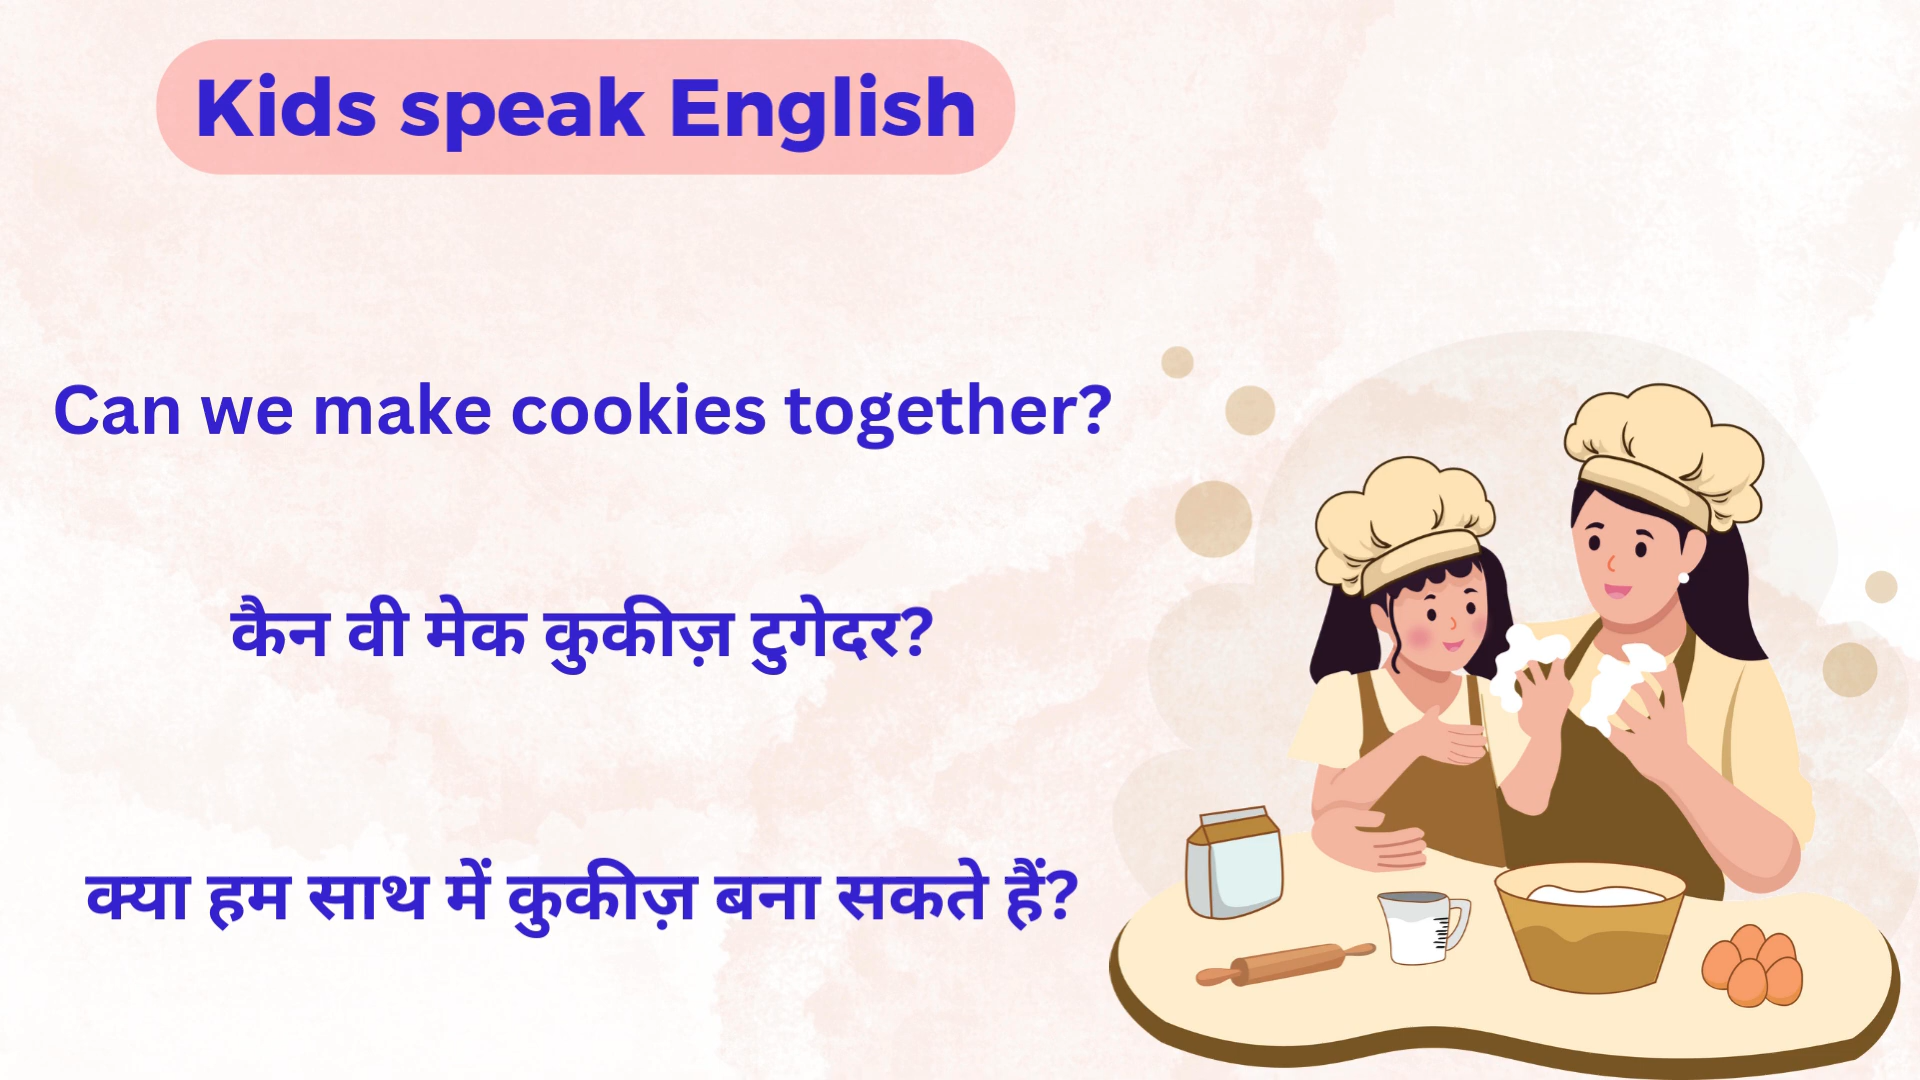 Kids speak English
Can we make cookies together?
कैन वी मेक कुकीज़ टुगेदर?
क्या हम साथ में कुकीज़ बना सकते हैं?